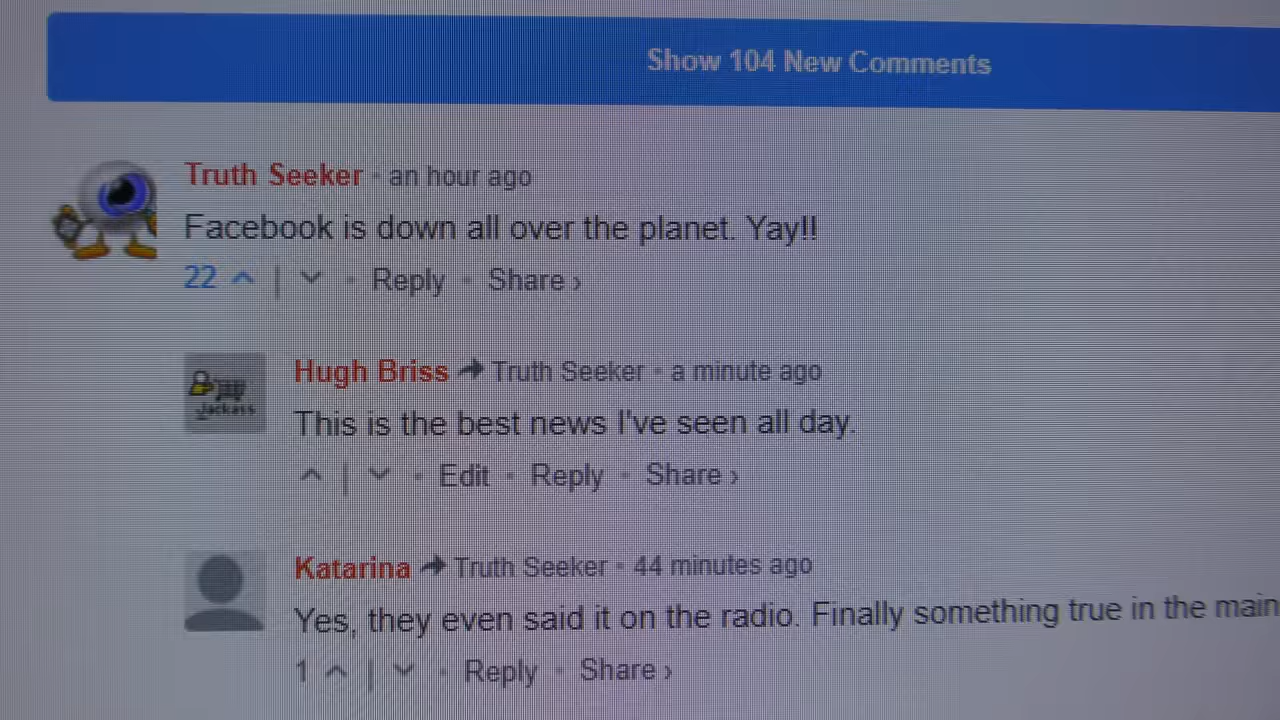 Show 104 New Comments
Truth Seeker • an hour ago
Facebook is down all over the planet. Yay!!
22 | • Reply • Share ›
Hugh Briss → Truth Seeker • a minute ago
Jackass
This is the best news I've seen all day.
| • Edit • Reply • Share ›
Katarina → Truth Seeker • 44 minutes ago
Yes, they even said it on the radio. Finally something true in the main
1 | • Reply • Share ›